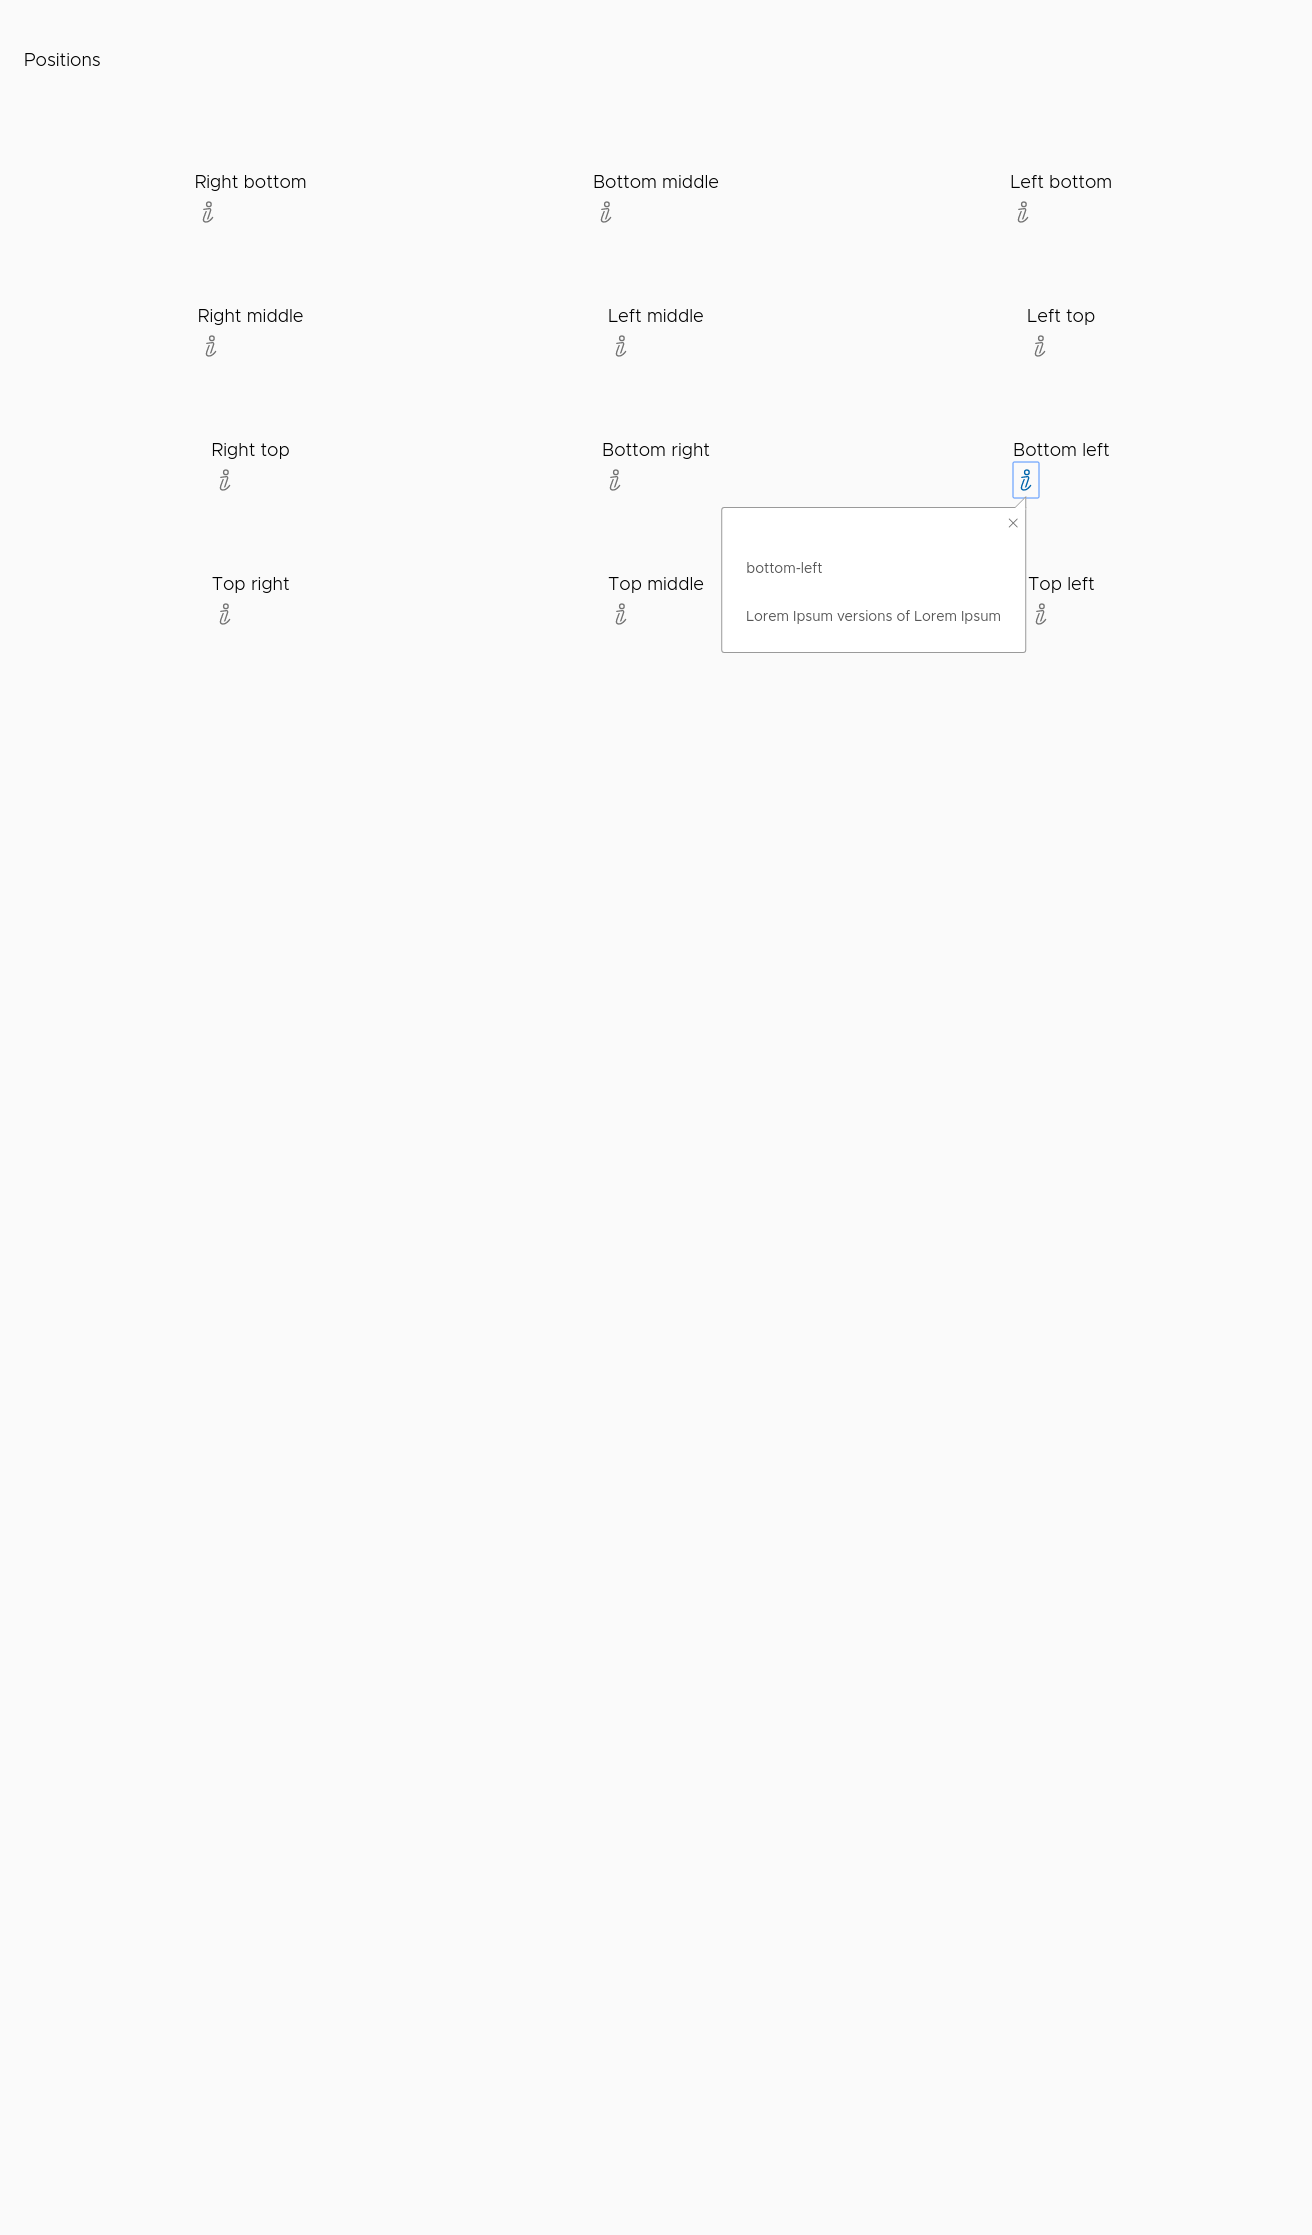 Positions
Right bottom
Bottom middle
Left bottom
Right middle
Left middle
Left top
Right top
Bottom right
Bottom left
bottom-left
Lorem Ipsum versions of Lorem Ipsum
Top right
Top middle
Top left